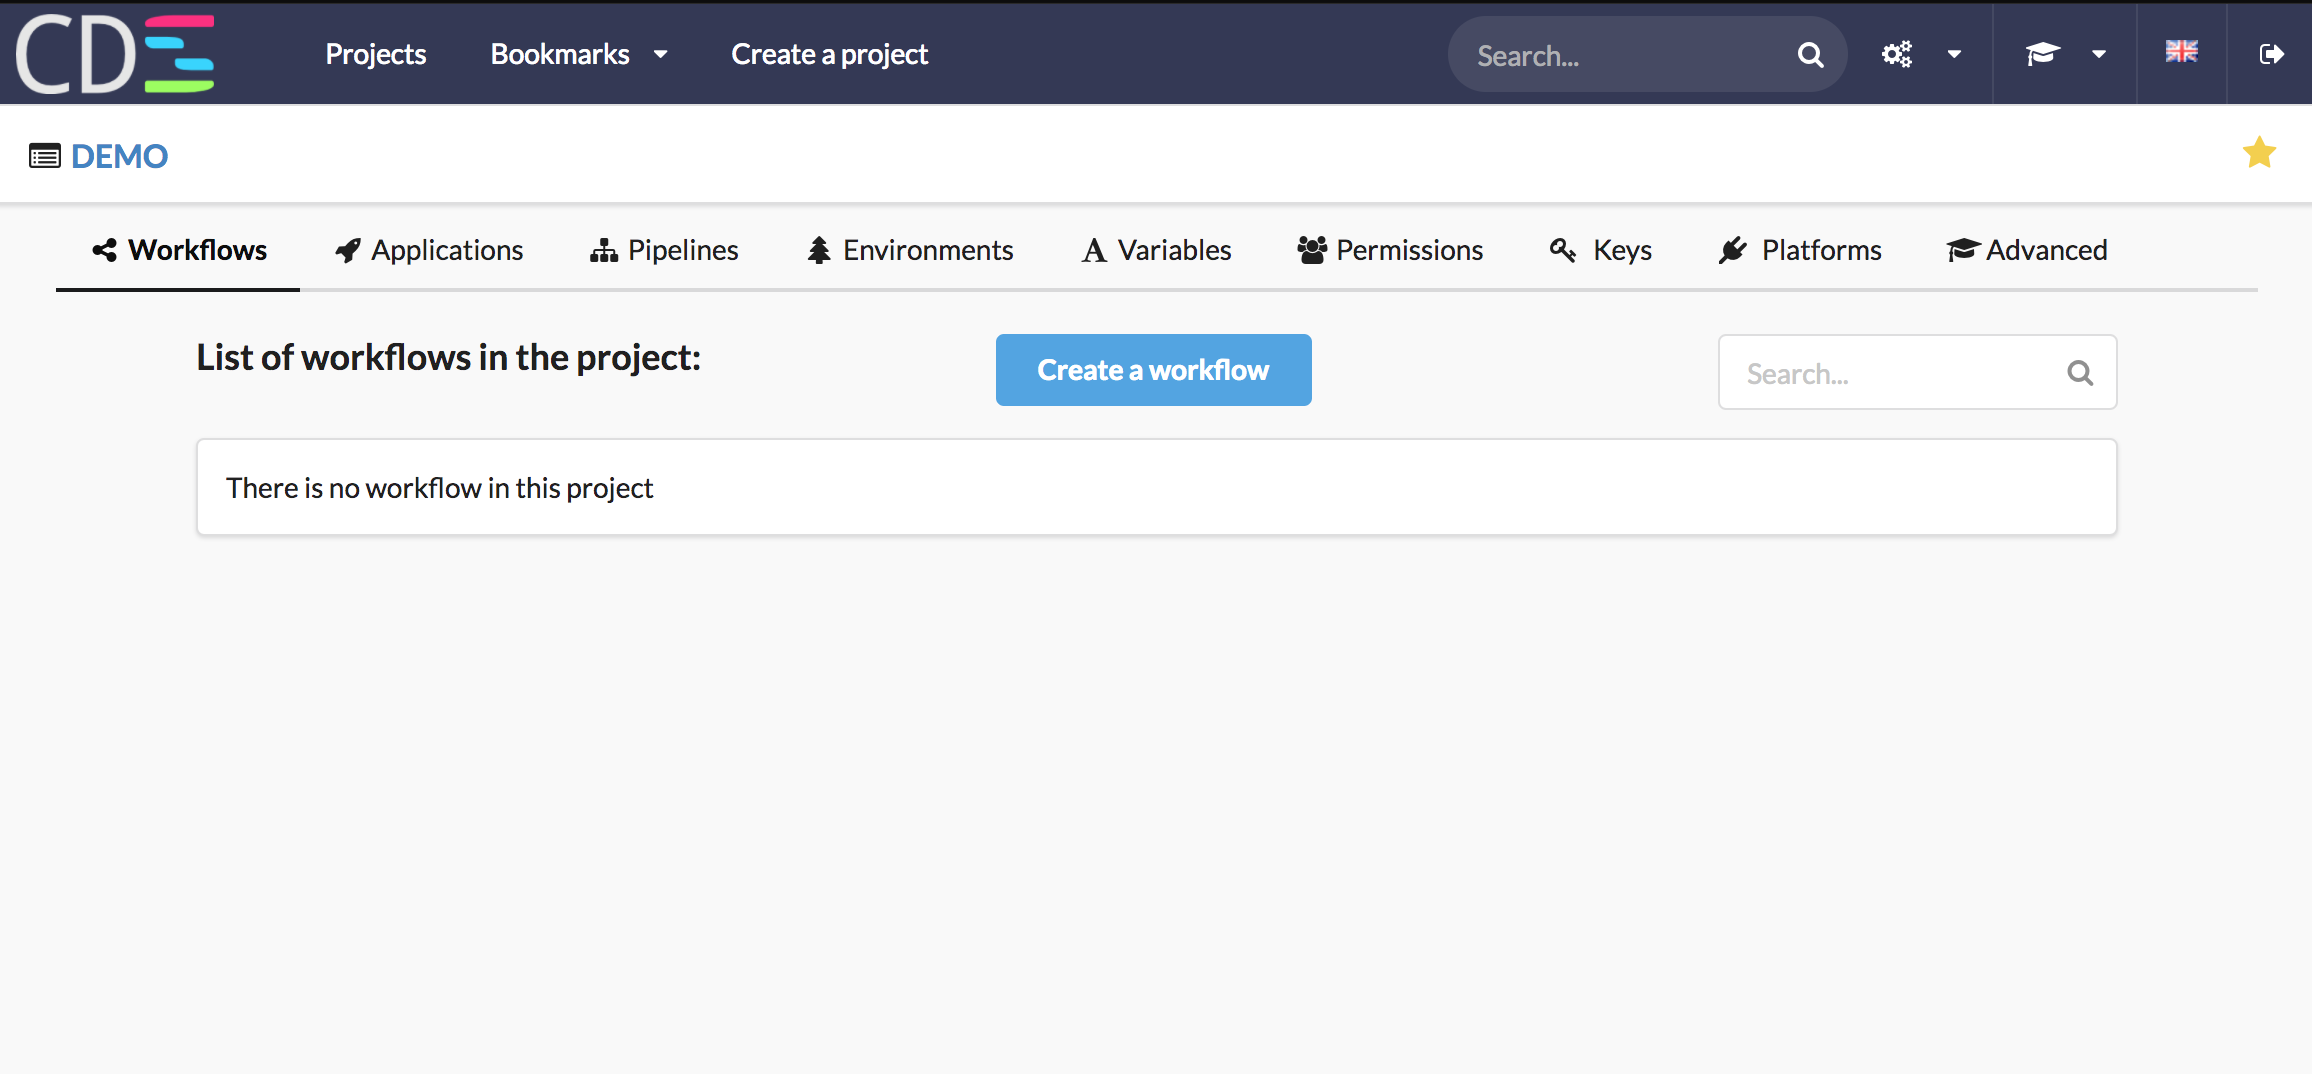 CDE Projects Bookmarks Create a project Search...
DEMO
Workflows Applications Pipelines Environments Variables Permissions Keys Platforms Advanced
List of workflows in the project: Create a workflow Search...
There is no workflow in this project